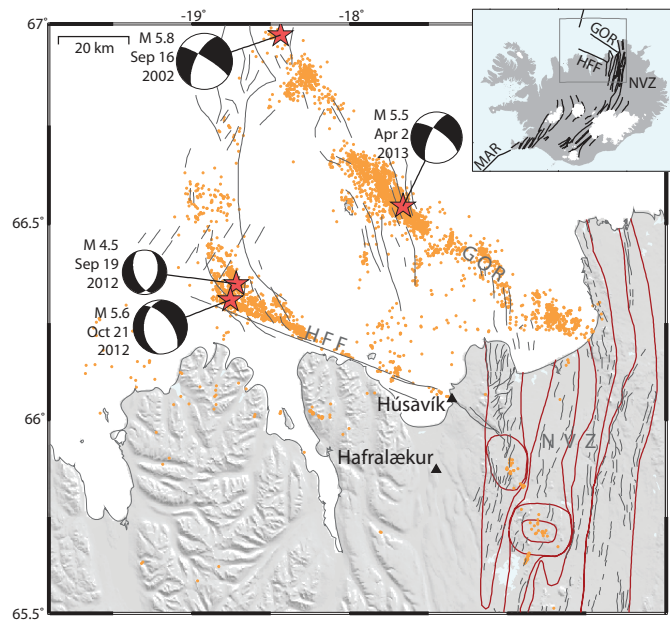 -19°
-18°
67°
66.5°
66°
65.5°
20 km
M 5.8
Sep 16
2002
M 5.5
Apr 2
2013
M 4.5
Sep 19
2012
M 5.6
Oct 21
2012
GOR
HFF
Húsavík
Hafralækur
NVZ
GOR
HFF
NVZ
MAR